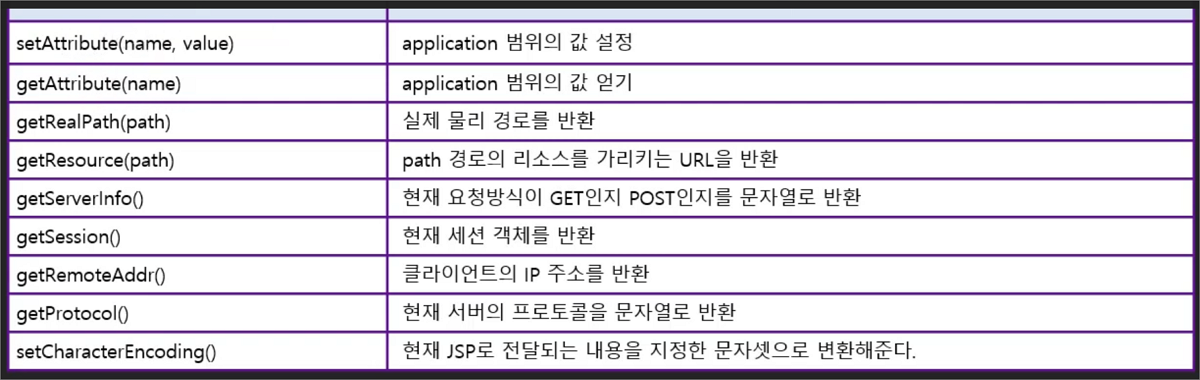 setAttribute(name, value) application 범위의 값 설정
getAttribute(name) application 범위의 값 얻기
getRealPath(path) 실제 물리 경로를 반환
getResource(path) path 경로의 리소스를 가리키는 URL을 반환
getServerInfo() 현재 요청방식이 GET인지 POST인지를 문자열로 반환
getSession() 현재 세션 객체를 반환
getRemoteAddr() 클라이언트의 IP 주소를 반환
getProtocol() 현재 서버의 프로토콜을 문자열로 반환
setCharacterEncoding() 현재 JSP로 전달되는 내용을 지정한 문자셋으로 변환해준다.